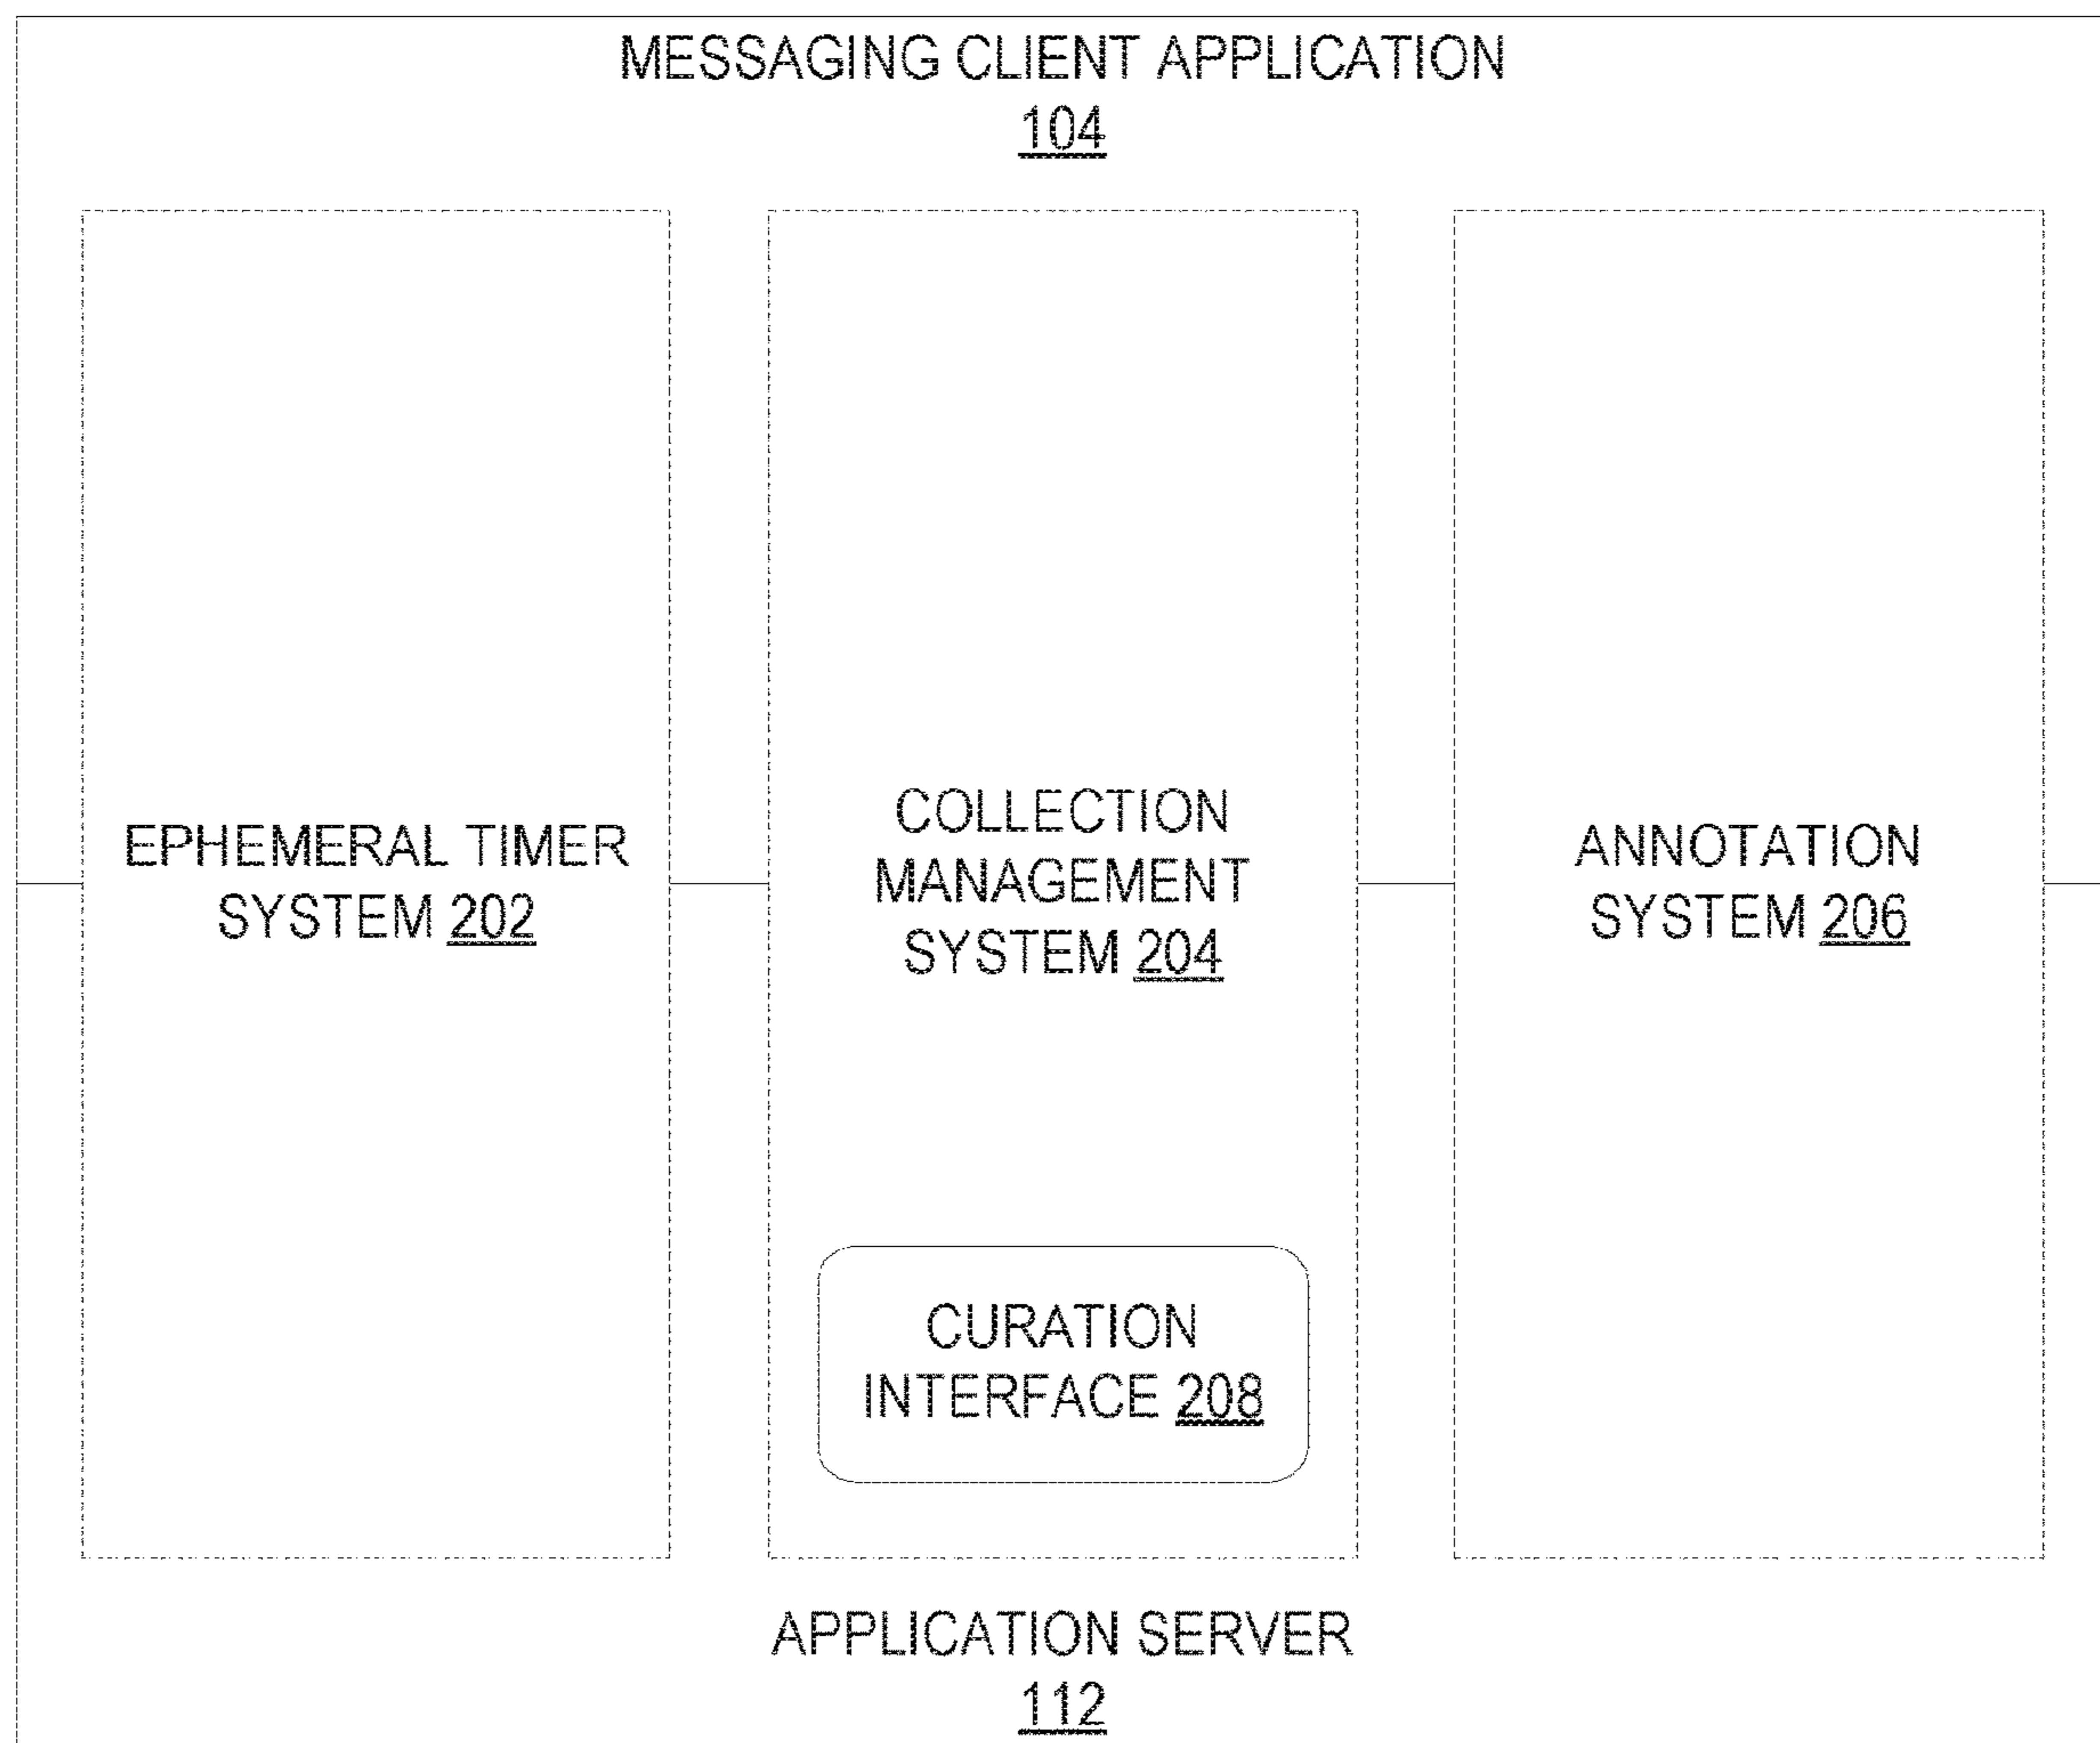 MESSAGING CLIENT APPLICATION
104
EPHEMERAL TIMER
SYSTEM 202
COLLECTION
MANAGEMENT
SYSTEM 204
ANNOTATION
SYSTEM 206
CURATION
INTERFACE 208
APPLICATION SERVER
112